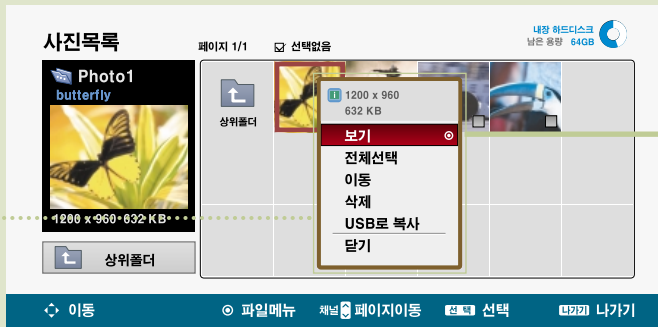 사진목록
페이지 1/1
선택없음
내장 하드디스크
남은 용량 64GB
Photo1
butterfly
1200 x 960 632 KB
상위폴더
상위폴더
1200 x 960
632 KB
보기
전체선택
이동
삭제
USB로 복사
닫기
이동
파일메뉴
채널 페이지이동
선 택 선택
나가기 나가기